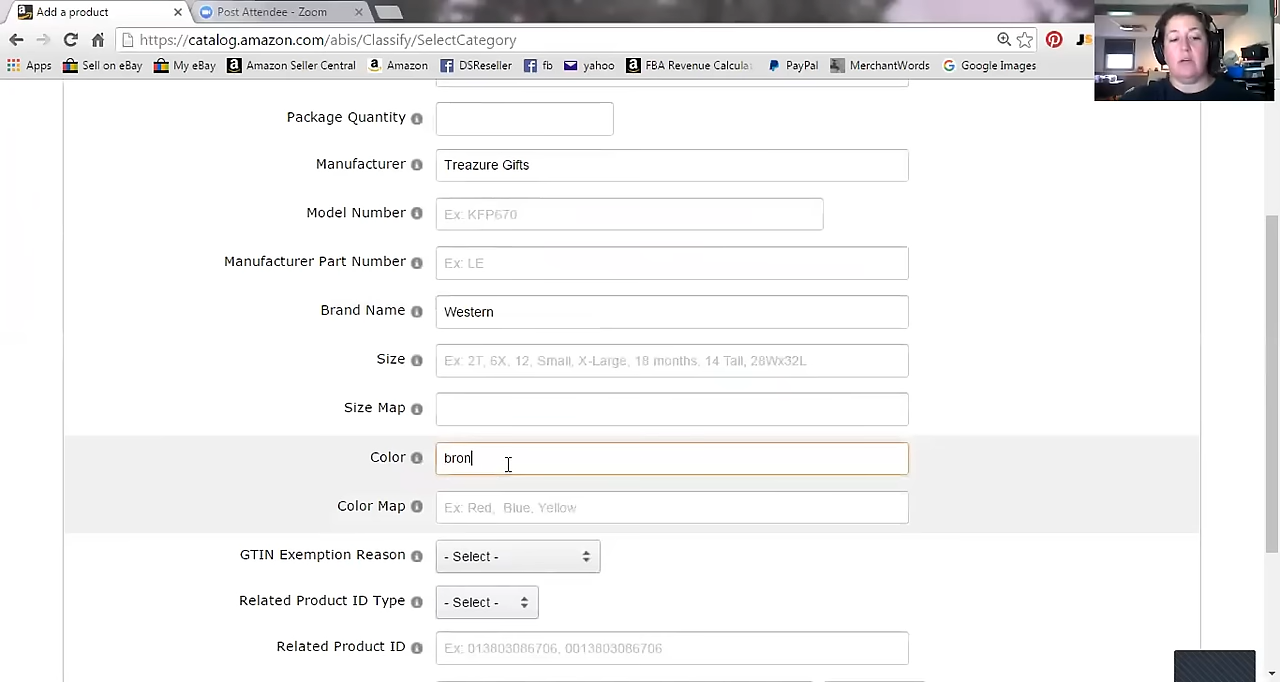 Add a product
Post Attendee - Zoom
https://catalog.amazon.com/abis/Classify/SelectCategory
Apps Sell on eBay My eBay Amazon Seller Central Amazon DSReseller fb yahoo FBA Revenue Calcul PayPal MerchantWords Google Images
Package Quantity
Manufacturer Treazure Gifts
Model Number Ex: KFP670
Manufacturer Part Number Ex: LE
Brand Name Western
Size Ex: 2T, 6X, 12, Small, X-Large, 18 months, 14 Tall, 28Wx32L
Size Map
Color bron
Color Map Ex: Red, Blue, Yellow
GTIN Exemption Reason - Select -
Related Product ID Type - Select -
Related Product ID Ex: 013803086706, 0013803086706